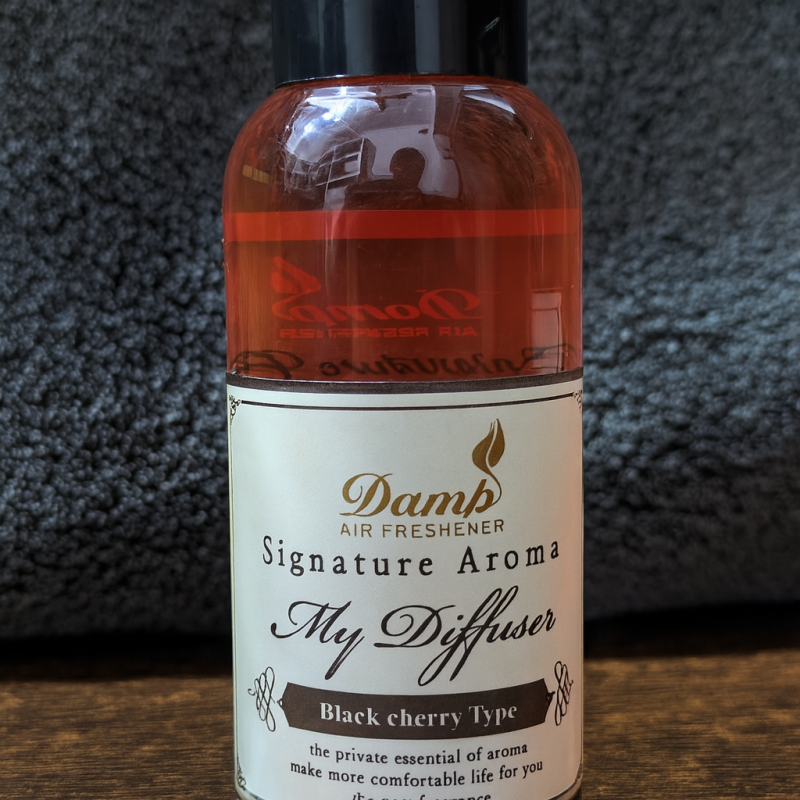 Damp
AIR FRESHENER
Signature Aroma
My Diffuser
Black cherry Type
the private essential of aroma
make more comfortable life for you
fragrance